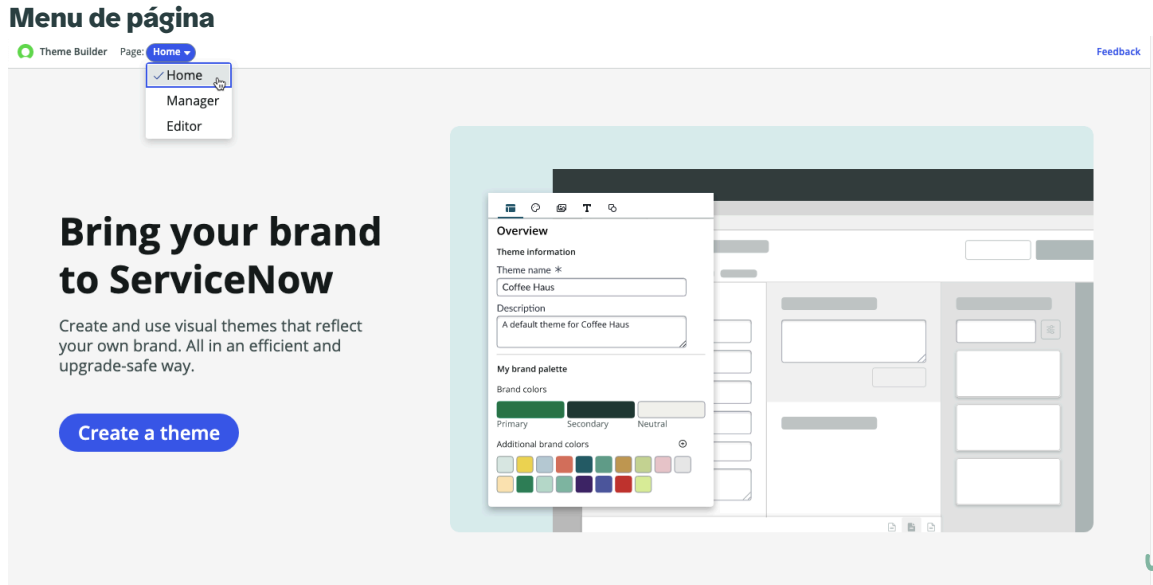 Menu de página
Theme Builder Page: Home Feedback
Home
Manager
Editor
Bring your brand
to ServiceNow
Create and use visual themes that reflect
your own brand. All in an efficient and
upgrade-safe way.
Create a theme
Overview
Theme information
Theme name *
Coffee Haus
Description
A default theme for Coffee Haus
My brand palette
Brand colors
Primary Secondary Neutral
Additional brand colors